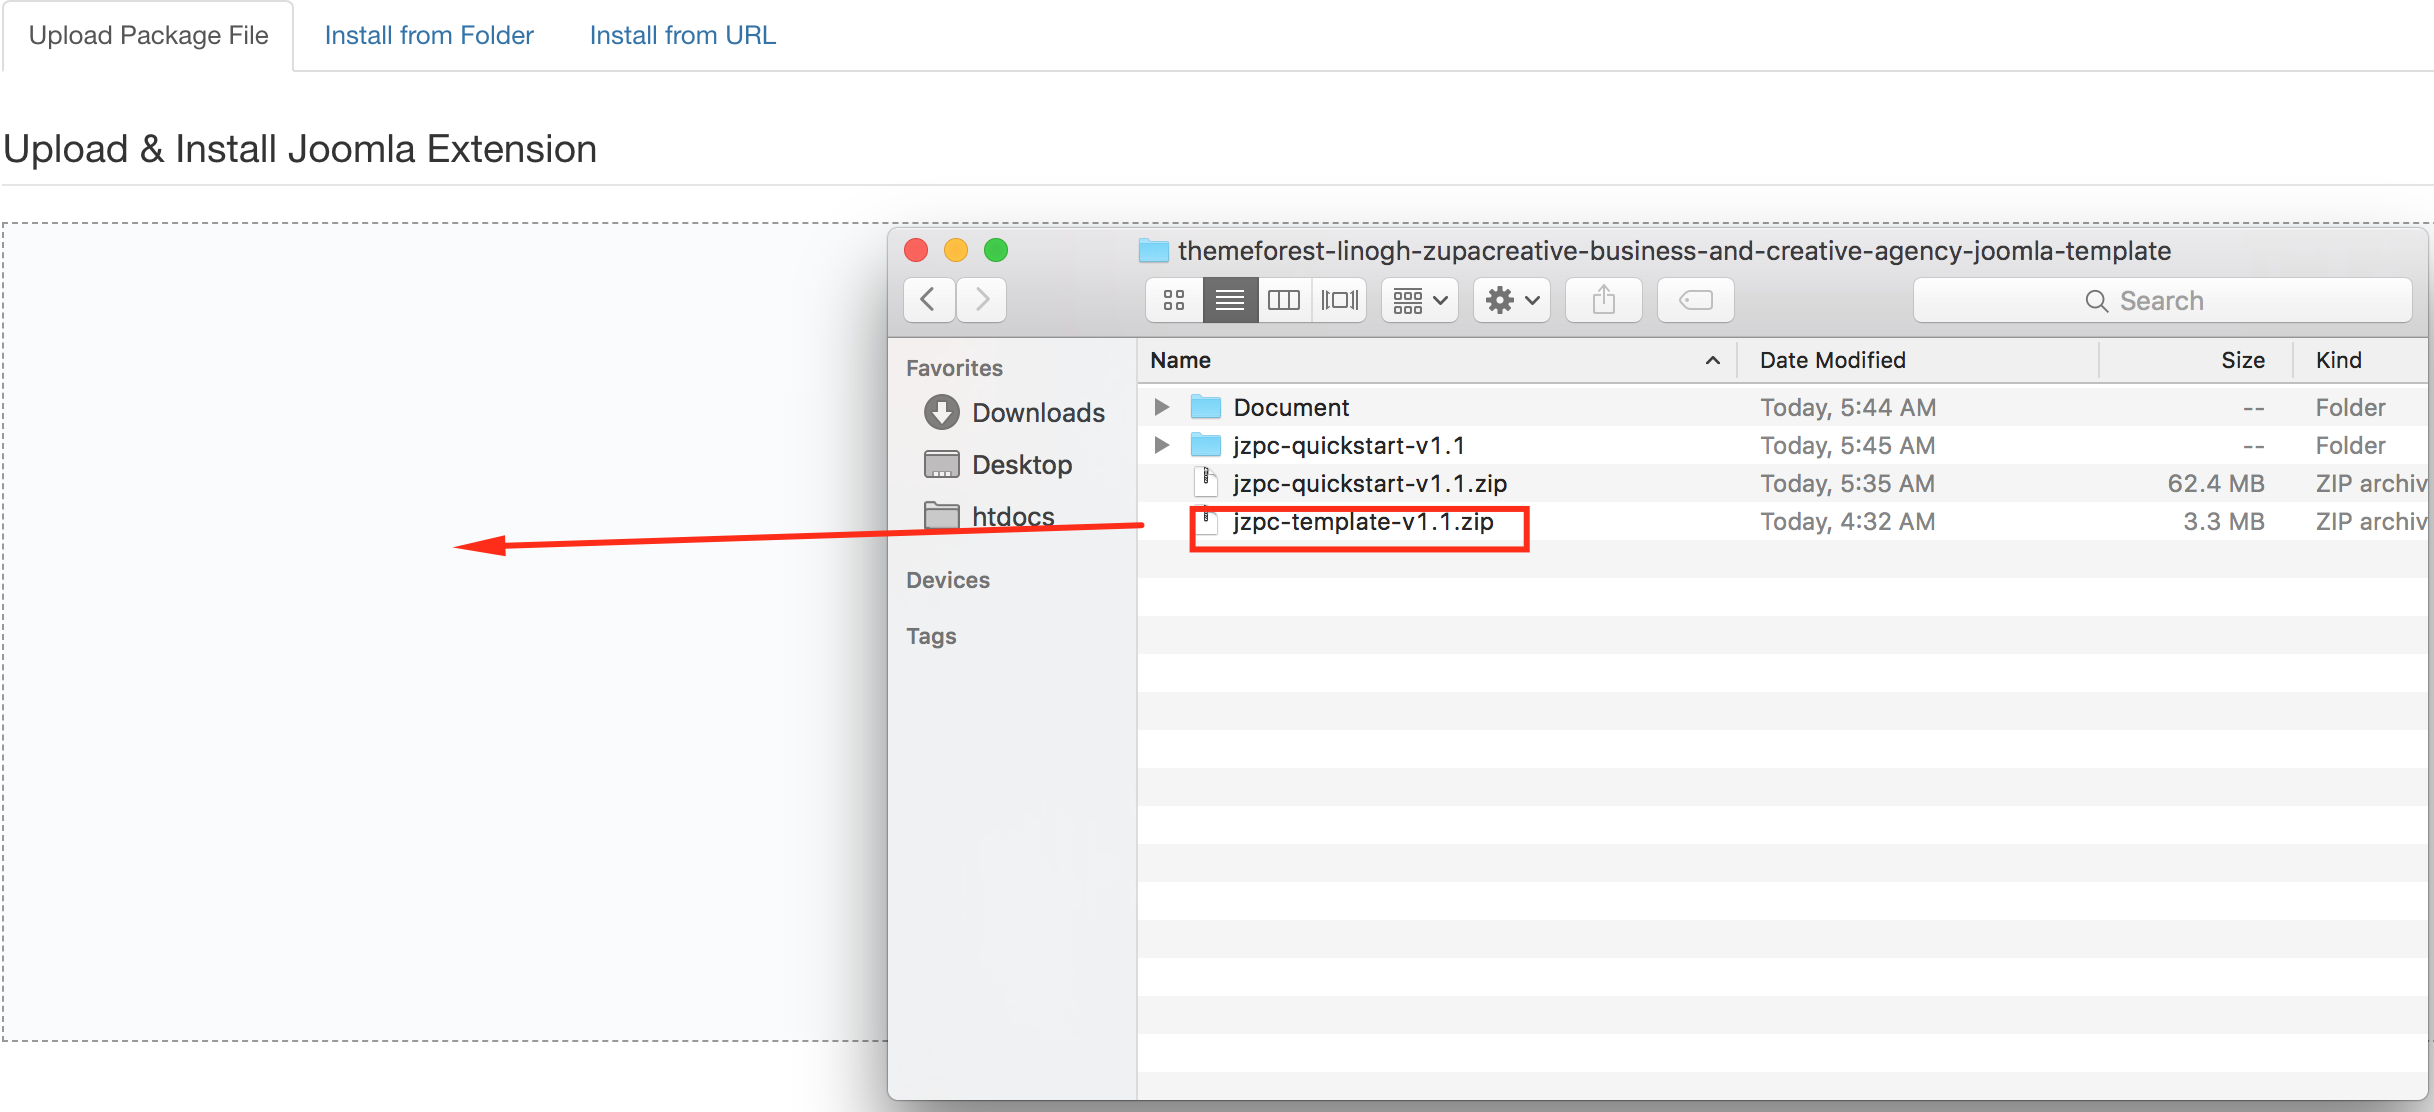 Upload Package File Install from Folder Install from URL
Upload & Install Joomla Extension
themeforest-linogh-zupacreative-business-and-creative-agency-joomla-template
Search
Favorites
Downloads
Desktop
htdocs
Devices
Tags
Name Date Modified Size Kind
Document Today, 5:44 AM -- Folder
jzpc-quickstart-v1.1 Today, 5:45 AM -- Folder
jzpc-quickstart-v1.1.zip Today, 5:35 AM 62.4 MB ZIP archiv
jzpc-template-v1.1.zip Today, 4:32 AM 3.3 MB ZIP archiv